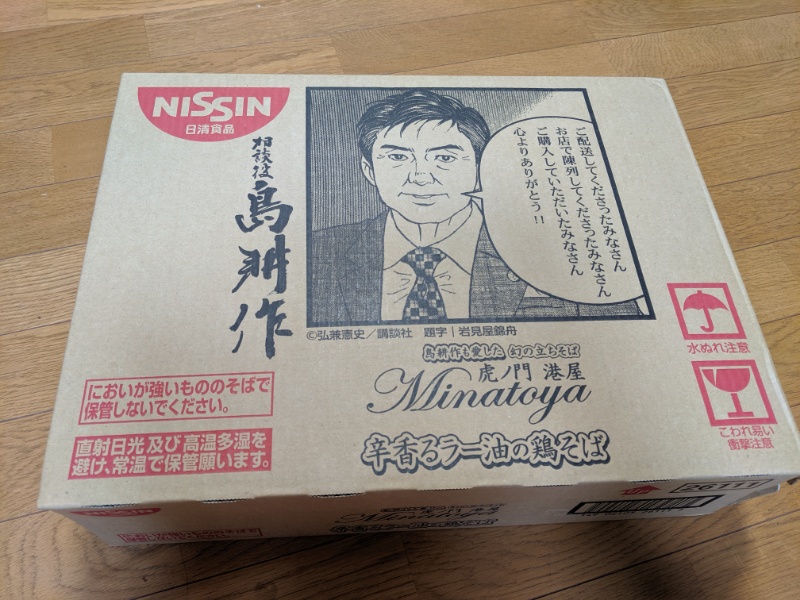 NISSIN
日清食品
相談役
島耕作
ご配送してくださったみなさん
お店で陳列してくださったみなさん
ご購入していただいたみなさん
心よりありがとう!!
©弘兼憲史／講談社 題字｜岩見屋錦舟
島耕作も愛した 幻の立ちそば
虎ノ門 港屋
Minatoya
辛香るラー油の鶏そば
においが強いもののそばで
保管しないでください。
直射日光及び高温多湿を
避け、常温で保管願います。
水ぬれ注意
こわれ易い
衝撃注意
26111